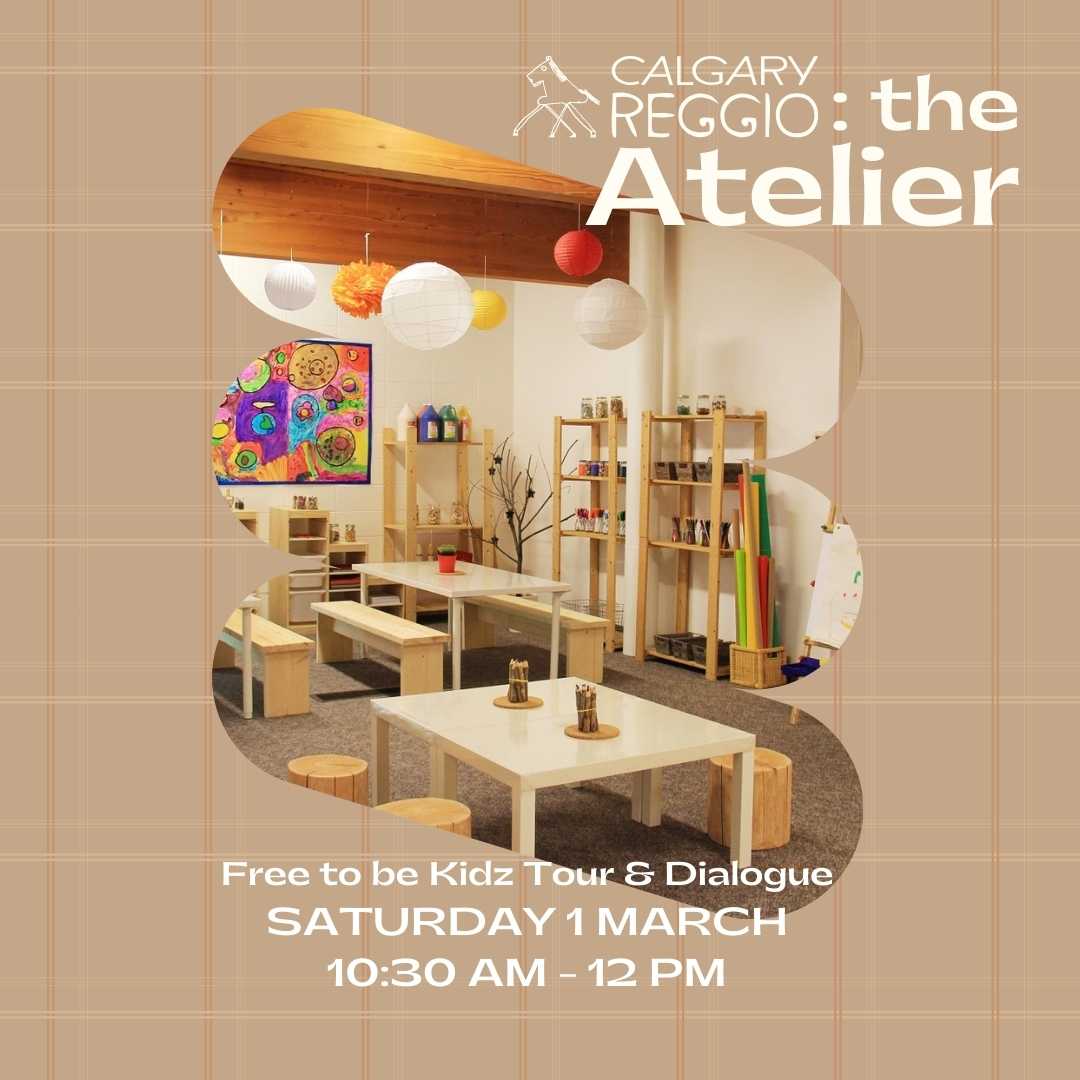 CALGARY
REGGIO : the
Atelier
Free to be Kidz Tour & Dialogue
SATURDAY 1 MARCH
10:30 AM - 12 PM